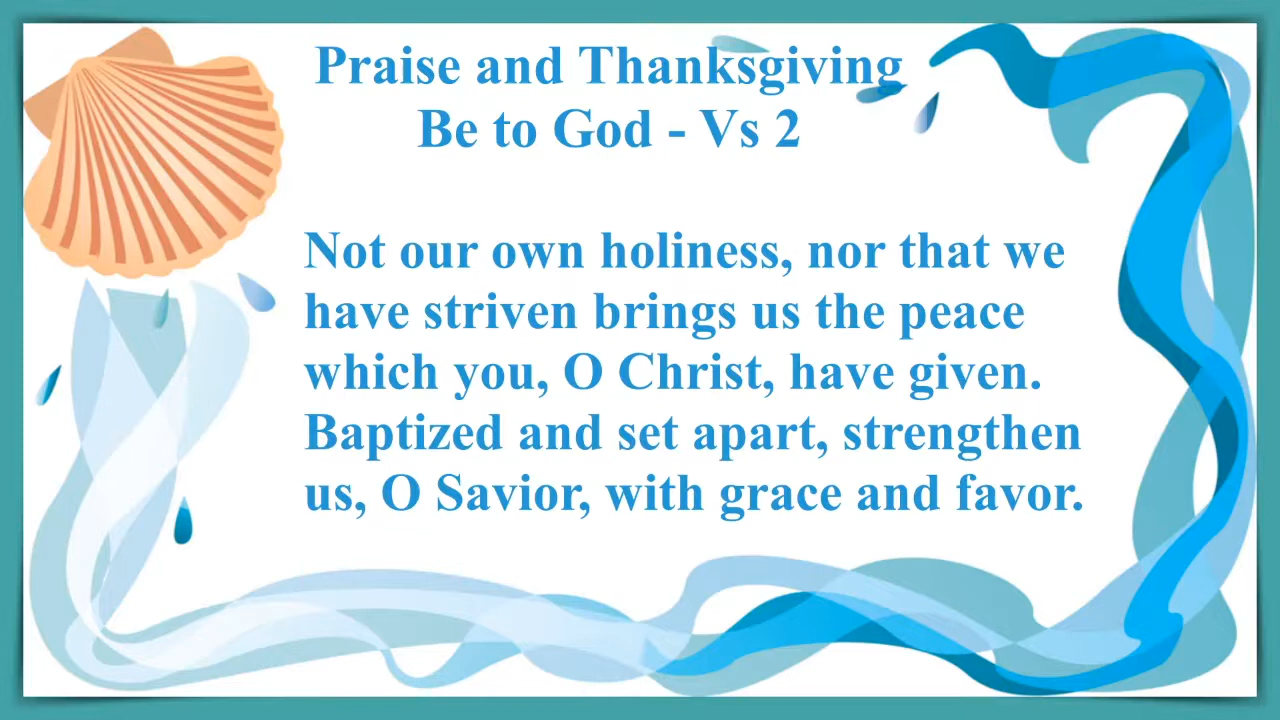 Praise and Thanksgiving
Be to God - Vs 2
Not our own holiness, nor that we
have striven brings us the peace
which you, O Christ, have given.
Baptized and set apart, strengthen
us, O Savior, with grace and favor.